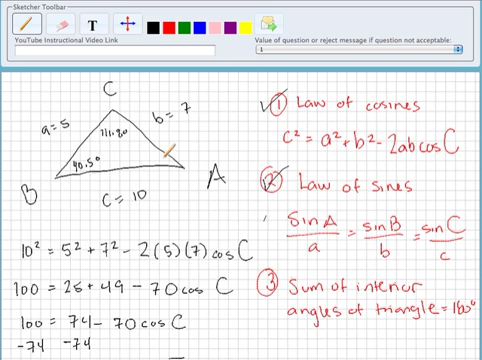 Sketcher Toolbar
T
YouTube Instructional Video Link
Value of question or reject message if question not acceptable:
1
C
a = 5
b = 7
111.80
40.5°
B
A
C = 10
10² = 5² + 7² - 2(5)(7) cos C
100 = 25 + 49 - 70 cos C
100 = 74 - 70 cos C
-74 -74
① Law of cosines
C² = a² + b² - 2ab cos C
② Law of sines
sin A / a = sin B / b = sin C / c
③ Sum of interior
angles of triangle = 180°